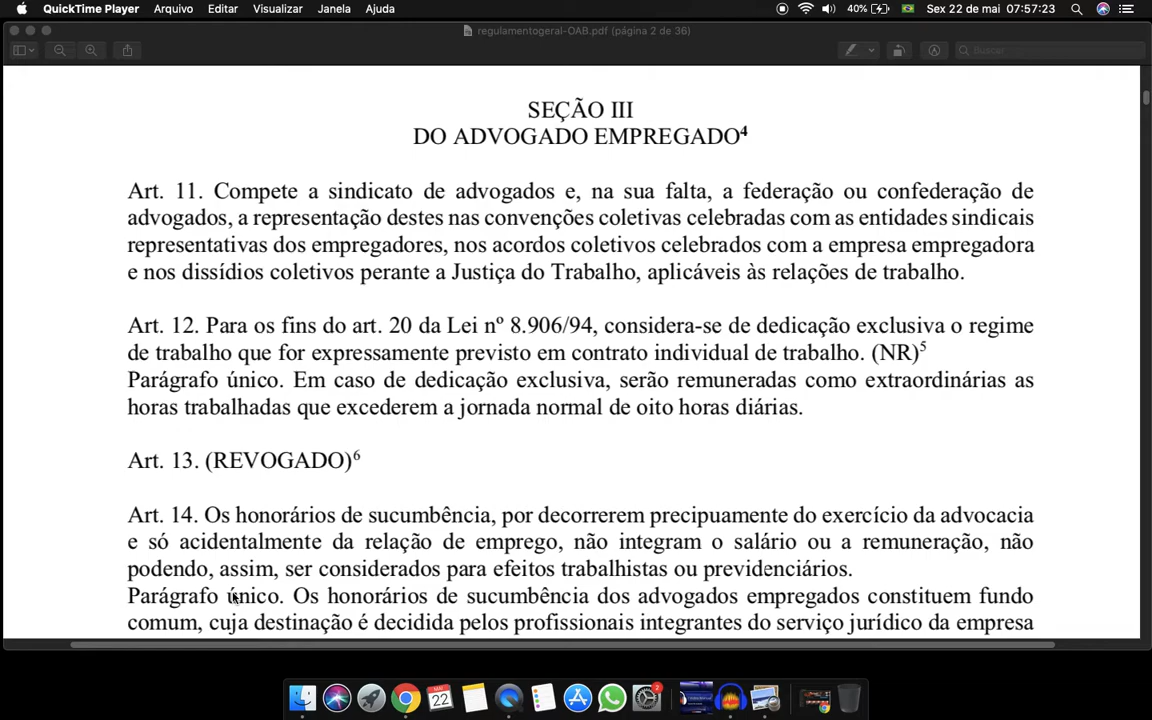 QuickTime Player Arquivo Editar Visualizar Janela Ajuda 40% Sex 22 de mai 07:57:23
regulamentogeral-OAB.pdf (página 2 de 36)
Buscar
SEÇÃO III
DO ADVOGADO EMPREGADO⁴
Art. 11. Compete a sindicato de advogados e, na sua falta, a federação ou confederação de
advogados, a representação destes nas convenções coletivas celebradas com as entidades sindicais
representativas dos empregadores, nos acordos coletivos celebrados com a empresa empregadora
e nos dissídios coletivos perante a Justiça do Trabalho, aplicáveis às relações de trabalho.
Art. 12. Para os fins do art. 20 da Lei nº 8.906/94, considera-se de dedicação exclusiva o regime
de trabalho que for expressamente previsto em contrato individual de trabalho. (NR)⁵
Parágrafo único. Em caso de dedicação exclusiva, serão remuneradas como extraordinárias as
horas trabalhadas que excederem a jornada normal de oito horas diárias.
Art. 13. (REVOGADO)⁶
Art. 14. Os honorários de sucumbência, por decorrerem precipuamente do exercício da advocacia
e só acidentalmente da relação de emprego, não integram o salário ou a remuneração, não
podendo, assim, ser considerados para efeitos trabalhistas ou previdenciários.
Parágrafo único. Os honorários de sucumbência dos advogados empregados constituem fundo
comum, cuja destinação é decidida pelos profissionais integrantes do serviço jurídico da empresa
22
2